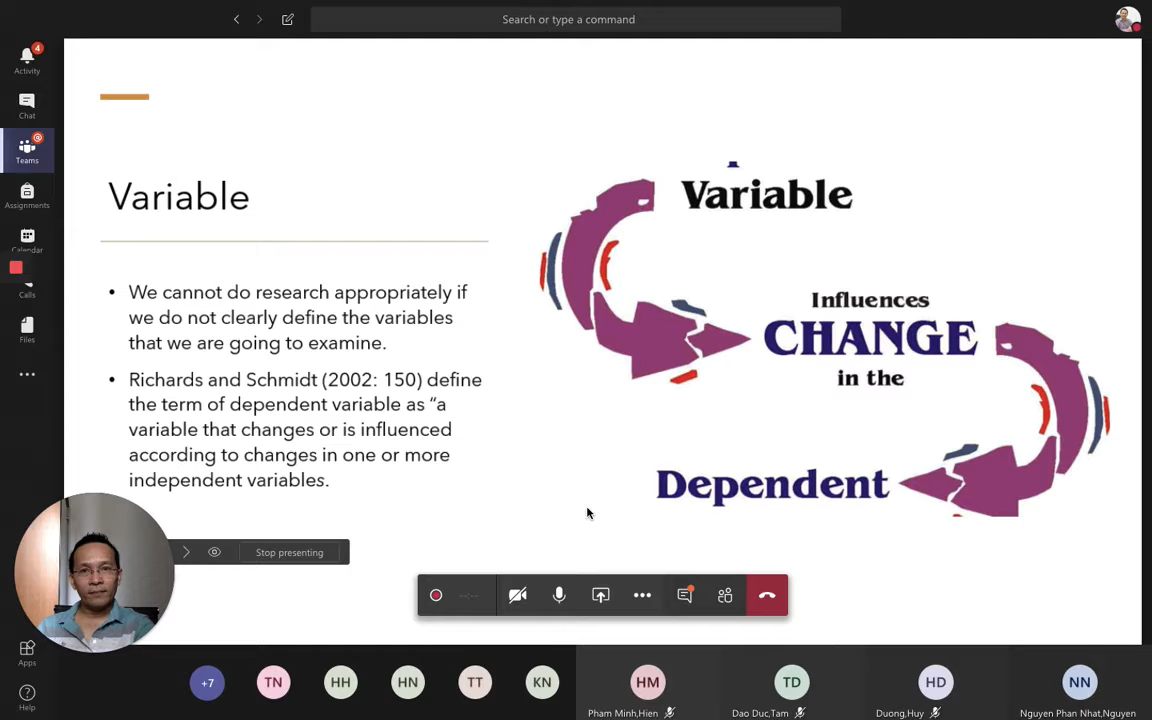 Search or type a command
4
Activity
Chat
Teams
Assignments
Calendar
Calls
Files
Variable
• We cannot do research appropriately if
we do not clearly define the variables
that we are going to examine.
• Richards and Schmidt (2002: 150) define
the term of dependent variable as “a
variable that changes or is influenced
according to changes in one or more
independent variables.
Variable
Influences
CHANGE
in the
Dependent
Stop presenting
--:--
Apps
Help
+7
TN
HH
HN
TT
KN
HM
Pham Minh,Hien
TD
Dao Duc,Tam
HD
Duong,Huy
NN
Nguyen Phan Nhat,Nguyen